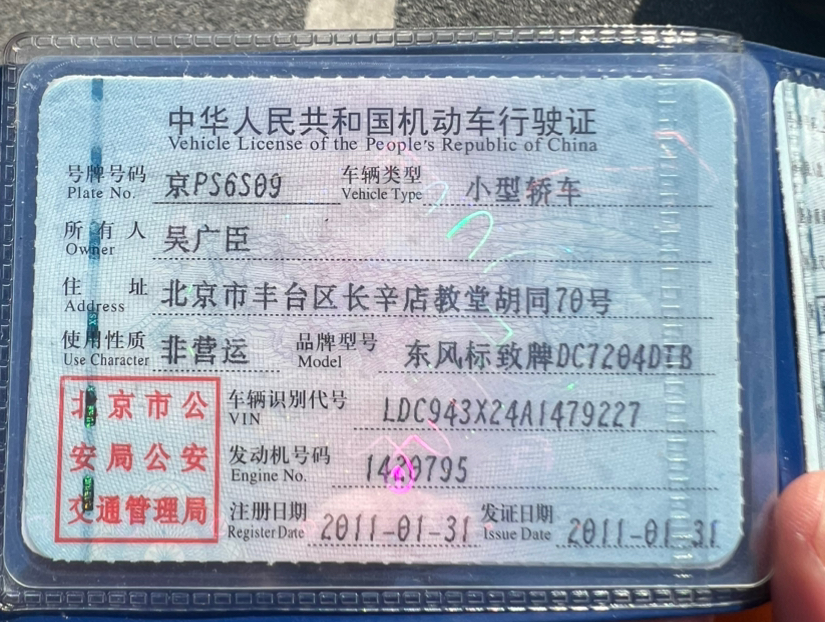 中华人民共和国机动车行驶证
Vehicle License of the People's Republic of China
号牌号码 京PS6S09 车辆类型 小型轿车
Plate No. Vehicle Type
所有人 吴广臣
Owner
住址 北京市丰台区长辛店教堂胡同70号
Address
使用性质 非营运 品牌型号 东风标致牌DC7204DTB
Use Character Model
北京市公
安局公安
交通管理局
车辆识别代号 LDC943X24A1479227
VIN
发动机号码 1420795
Engine No.
注册日期 2011-01-31 发证日期 2011-01-31
Register Date Issue Date